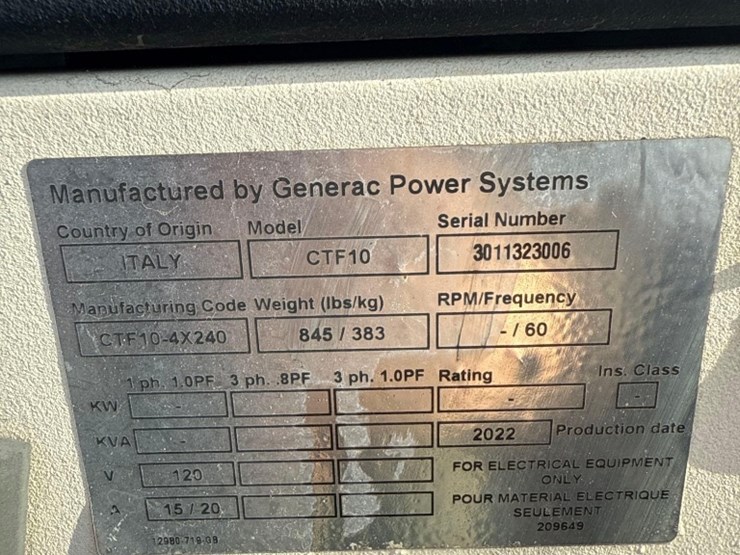 Manufactured by Generac Power Systems
Country of Origin Model Serial Number
ITALY CTF10 3011323006
Manufacturing Code Weight (lbs/kg) RPM/Frequency
CTF10-4X240 845 / 383 - / 60
1 ph. 1.0PF 3 ph. .8PF 3 ph. 1.0PF Rating Ins. Class
KW - - -
KVA - 2022 Production date
V 120 FOR ELECTRICAL EQUIPMENT
ONLY
A 15 / 20 POUR MATERIAL ELECTRIQUE
SEULEMENT
209649